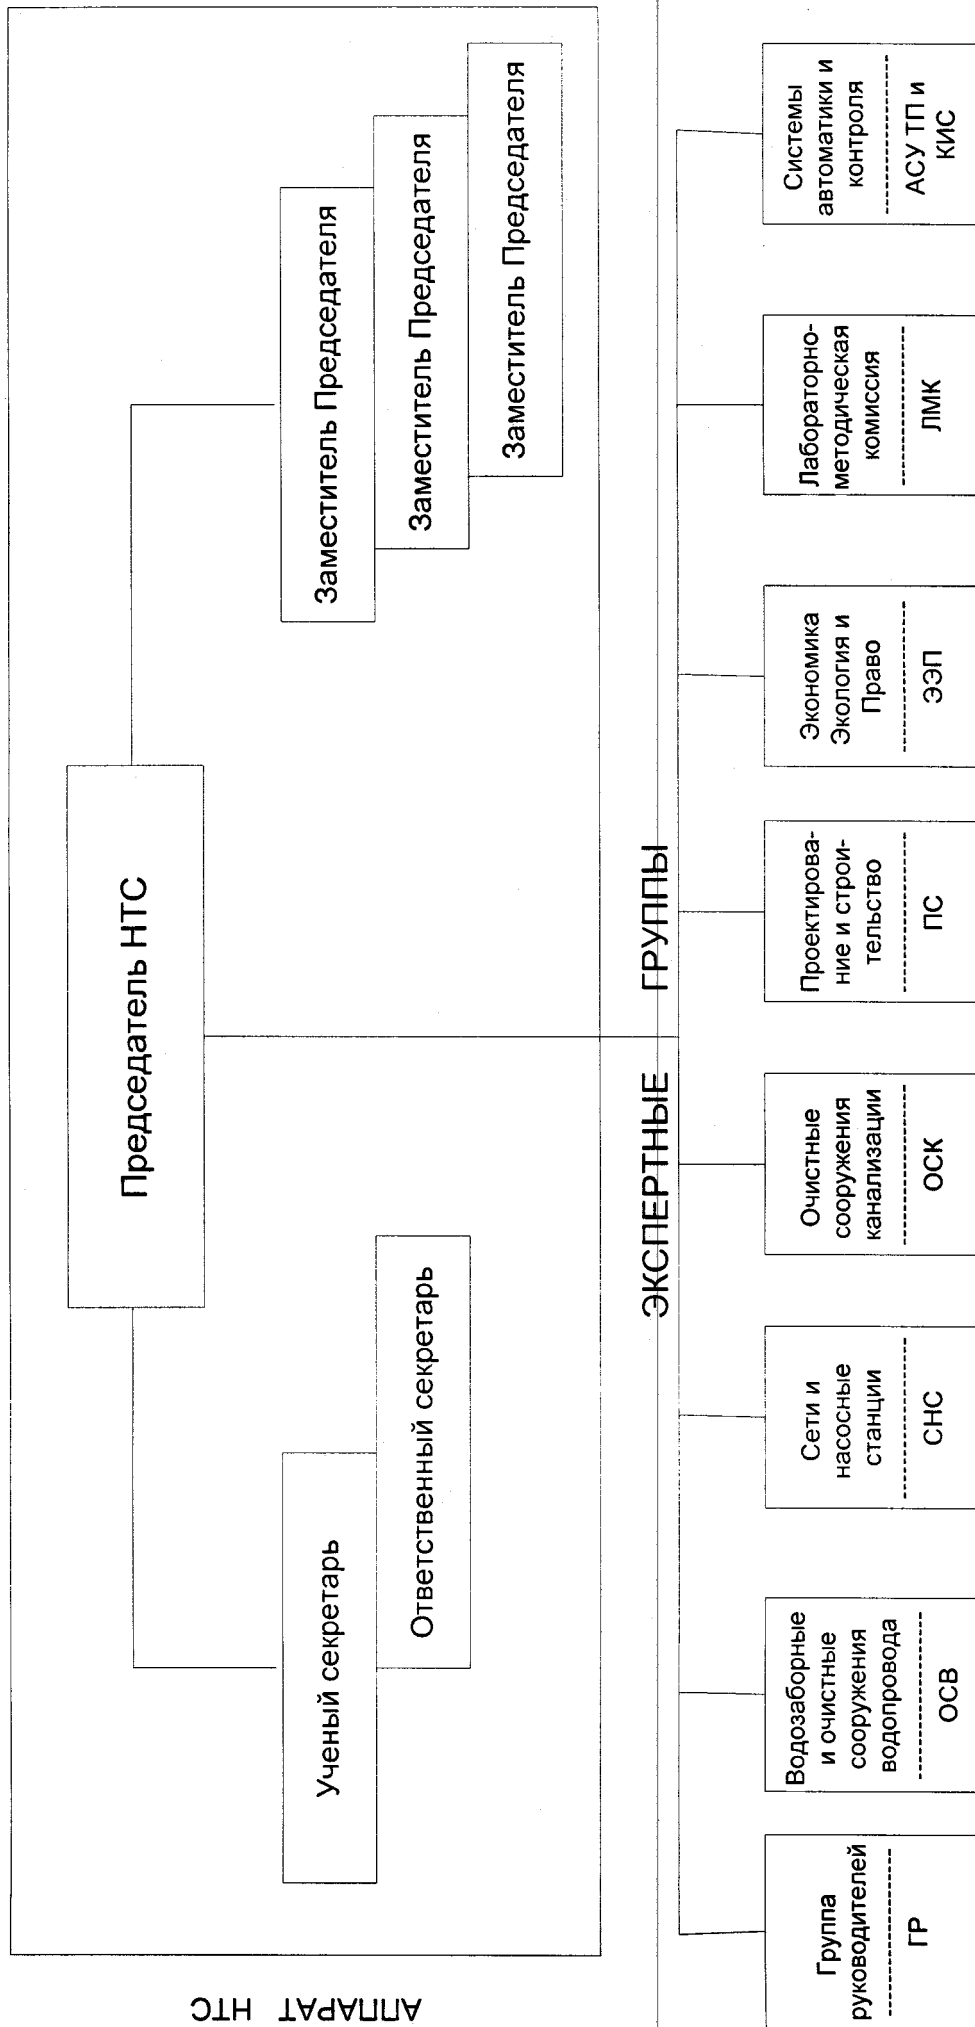 АППАРАТ НТС
Председатель НТС
Ученый секретарь
Ответственный секретарь
Заместитель Председателя
Заместитель Председателя
Заместитель Председателя
ЭКСПЕРТНЫЕ ГРУППЫ
Группа
руководителей
ГР
Водозаборные
и очистные
сооружения
водопровода
ОСВ
Сети и
насосные
станции
СНС
Очистные
сооружения
канализации
ОСК
Проектирова-
ние и строи-
тельство
ПС
Экономика
Экология и
Право
ЭЭП
Лабораторно-
методическая
комиссия
ЛМК
Системы
автоматики и
контроля
АСУ ТП и
КИС